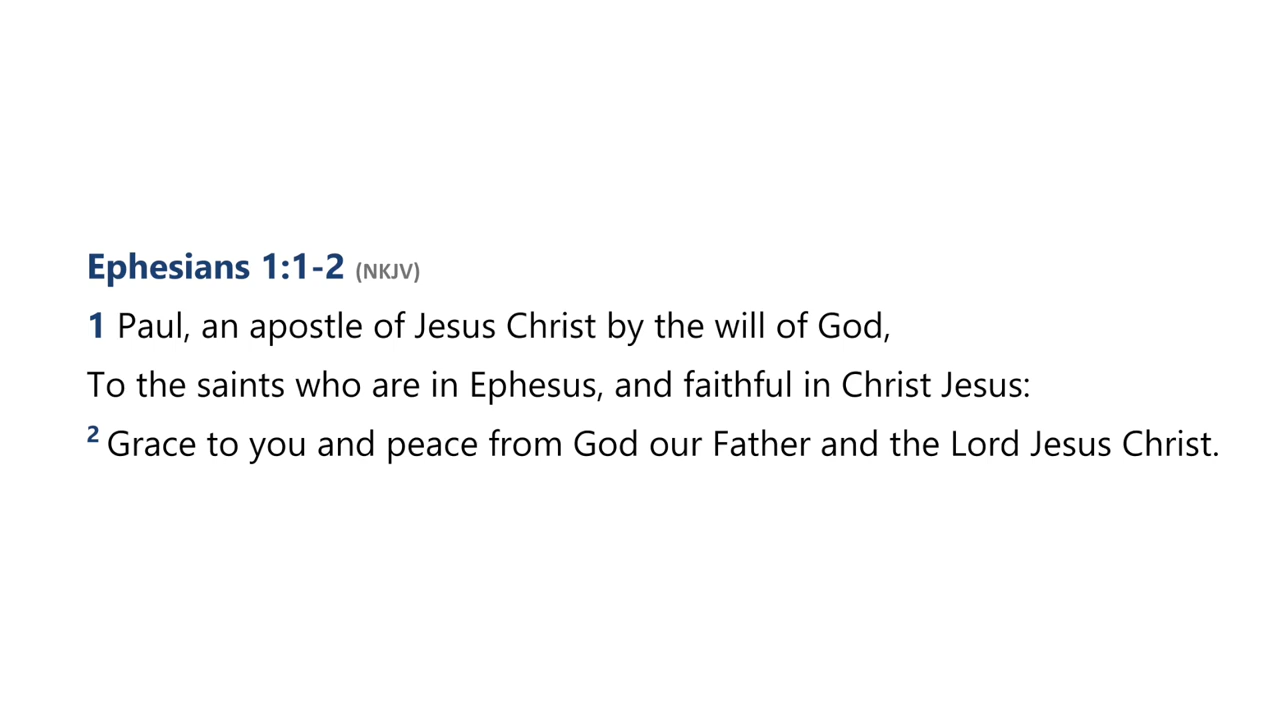 Ephesians 1:1-2 (NKJV)
1 Paul, an apostle of Jesus Christ by the will of God,
To the saints who are in Ephesus, and faithful in Christ Jesus:
2 Grace to you and peace from God our Father and the Lord Jesus Christ.